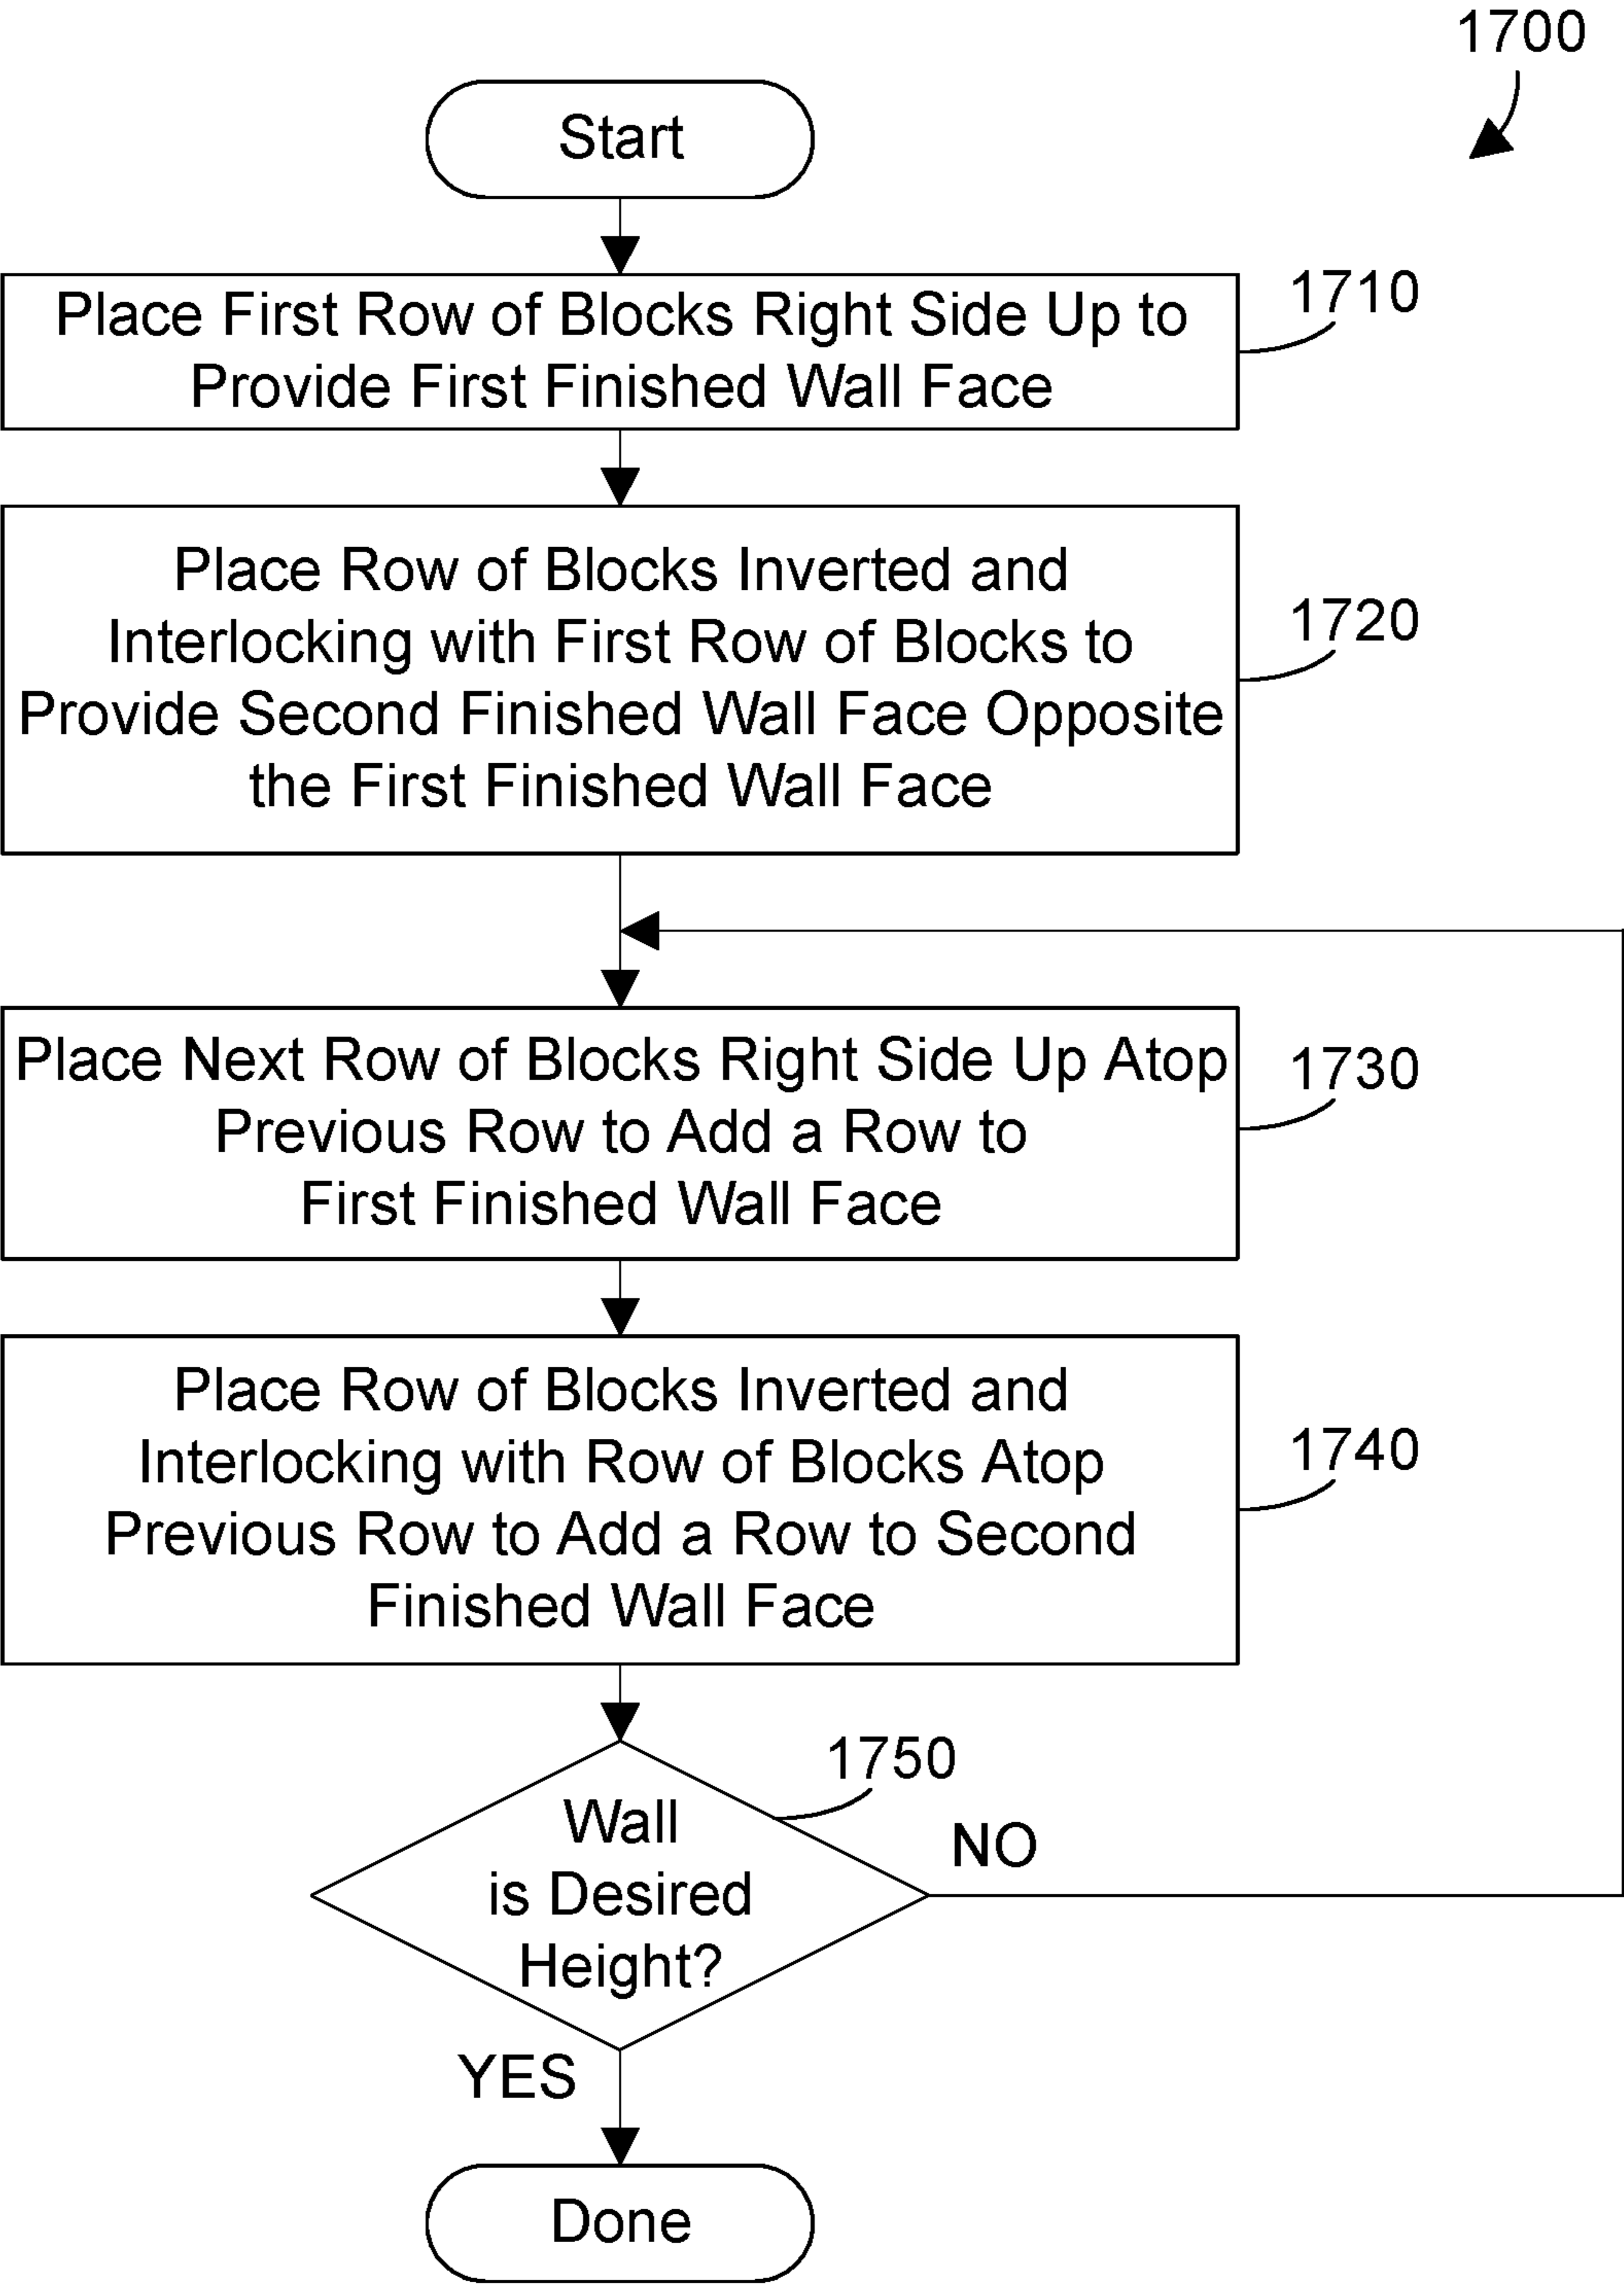 1700
Start
Place First Row of Blocks Right Side Up to
Provide First Finished Wall Face
1710
Place Row of Blocks Inverted and
Interlocking with First Row of Blocks to
Provide Second Finished Wall Face Opposite
the First Finished Wall Face
1720
Place Next Row of Blocks Right Side Up Atop
Previous Row to Add a Row to
First Finished Wall Face
1730
Place Row of Blocks Inverted and
Interlocking with Row of Blocks Atop
Previous Row to Add a Row to Second
Finished Wall Face
1740
Wall
is Desired
Height?
1750
NO
YES
Done